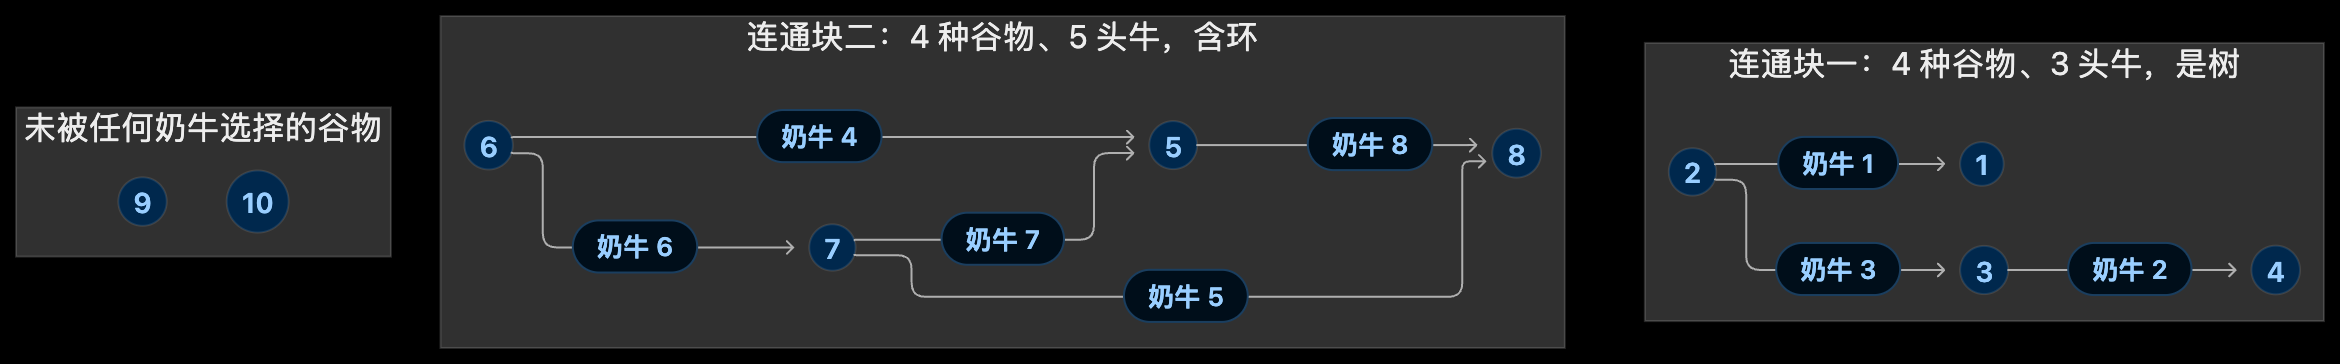 未被任何奶牛选择的谷物
9
10
连通块二：4 种谷物、5 头牛，含环
6
奶牛 4
5
奶牛 8
8
奶牛 6
7
奶牛 7
奶牛 5
连通块一：4 种谷物、3 头牛，是树
2
奶牛 1
1
奶牛 3
3
奶牛 2
4